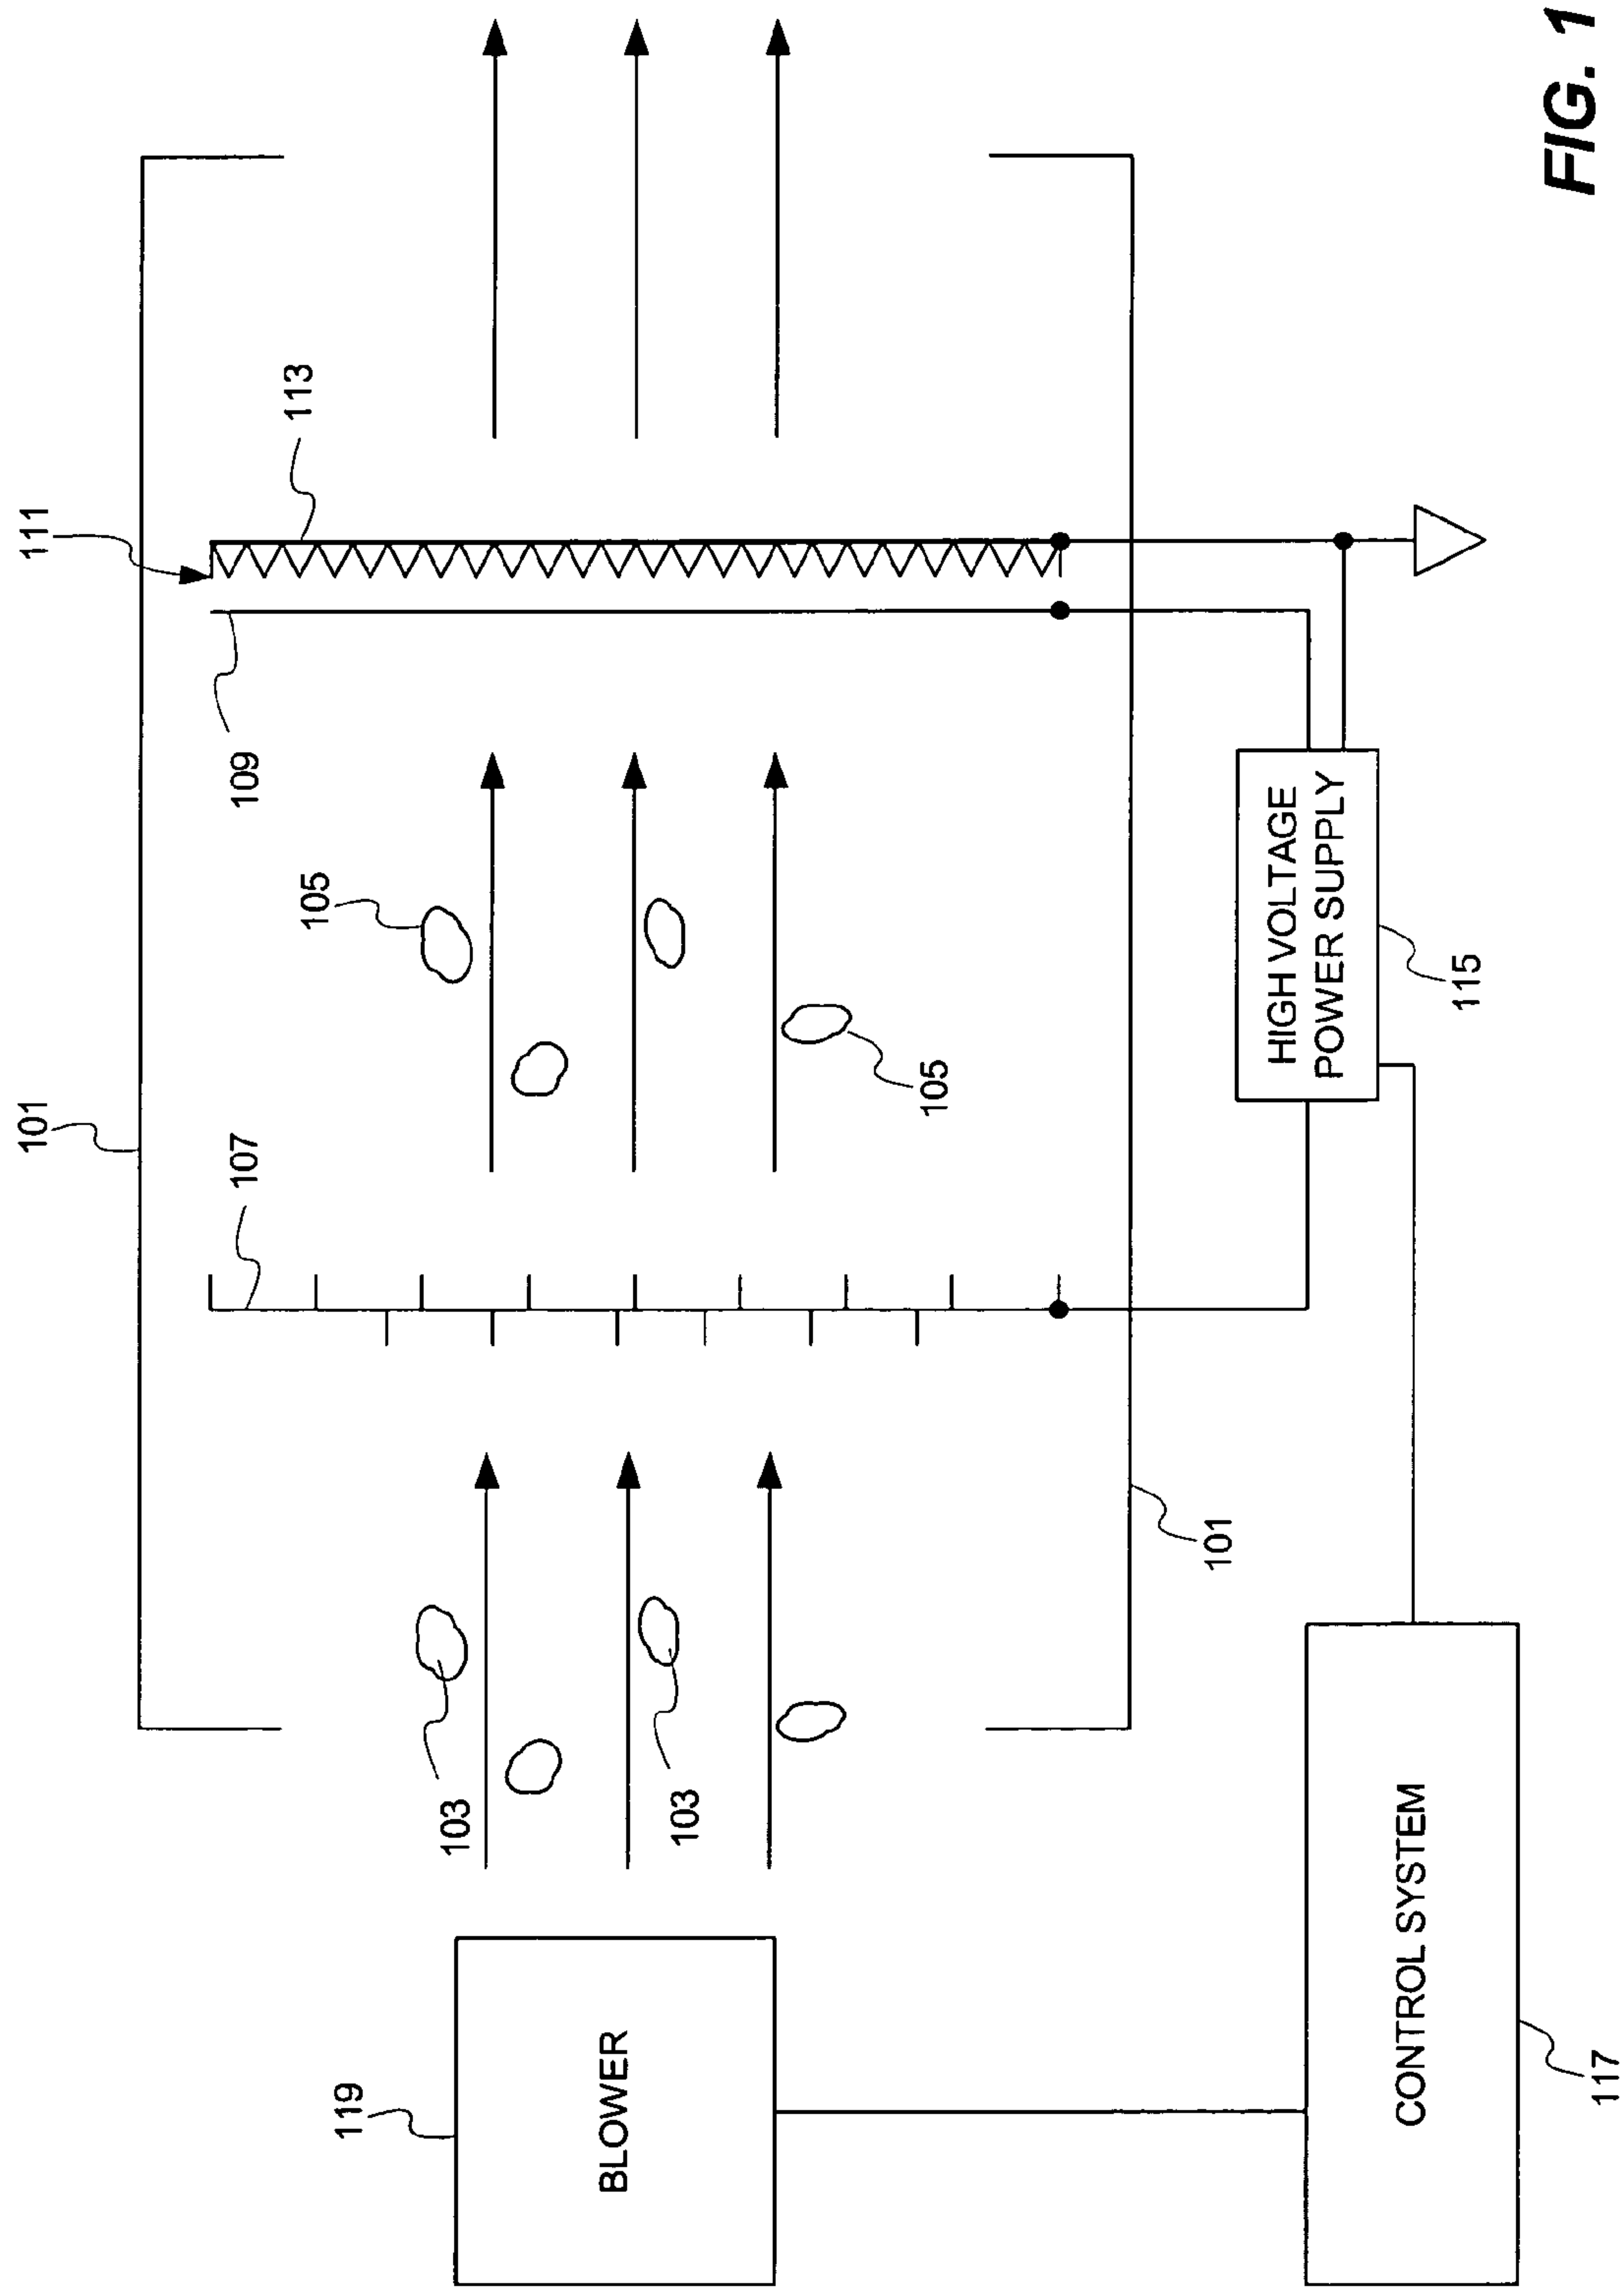 101
111
113
107
109
105
105
103
103
119
BLOWER
101
HIGH VOLTAGE
POWER SUPPLY
115
CONTROL SYSTEM
117
FIG. 1